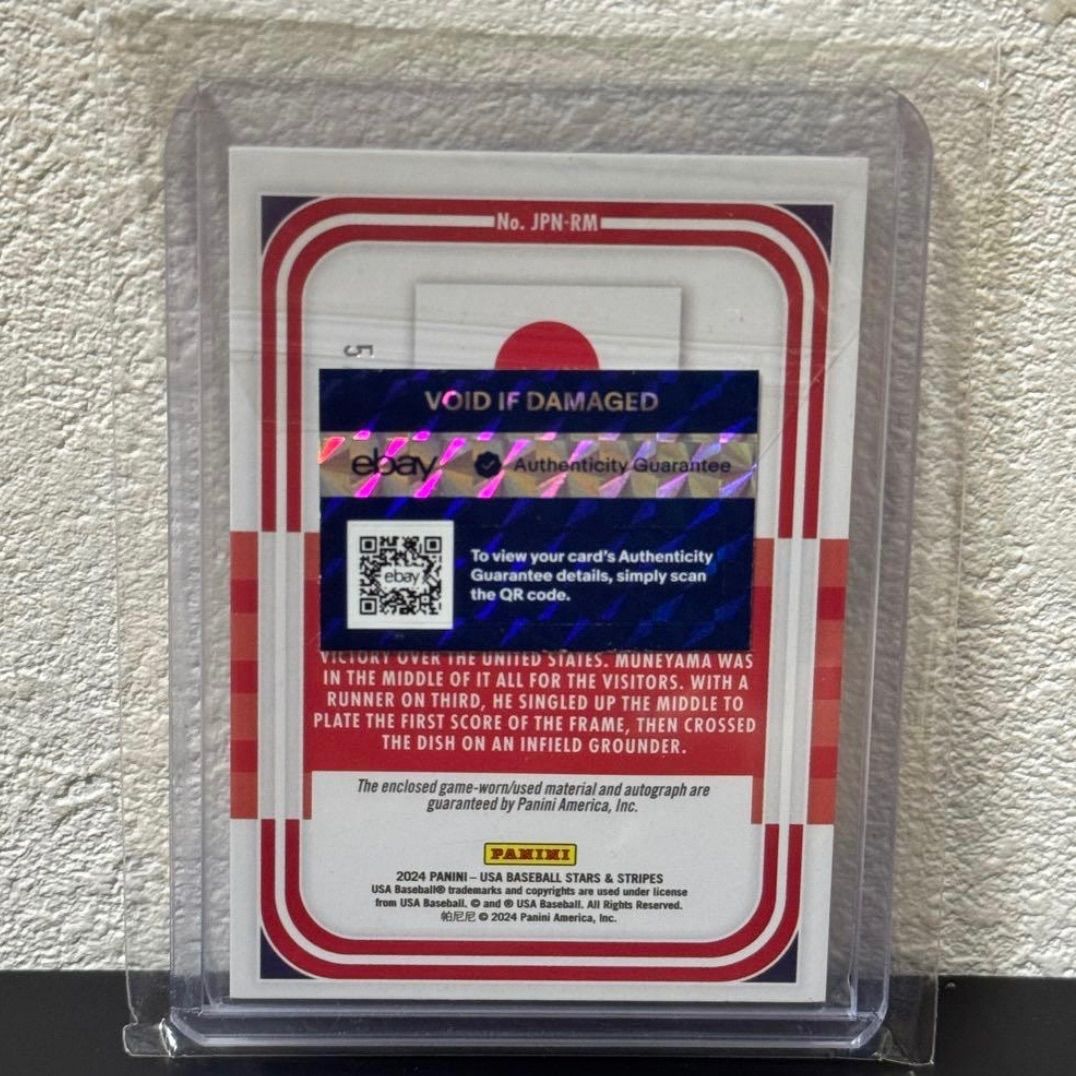 No. JPN-RM
5
VOID IF DAMAGED
ebay Authenticity Guarantee
ebay
To view your card's Authenticity
Guarantee details, simply scan
the QR code.
VICTORY OVER THE UNITED STATES. MUNEYAMA WAS
IN THE MIDDLE OF IT ALL FOR THE VISITORS. WITH A
RUNNER ON THIRD, HE SINGLED UP THE MIDDLE TO
PLATE THE FIRST SCORE OF THE FRAME, THEN CROSSED
THE DISH ON AN INFIELD GROUNDER.
The enclosed game-worn/used material and autograph are
guaranteed by Panini America, Inc.
PANINI
2024 PANINI – USA BASEBALL STARS & STRIPES
USA Baseball® trademarks and copyrights are used under license
from USA Baseball. © and ® USA Baseball. All Rights Reserved.
帕尼尼 © 2024 Panini America, Inc.